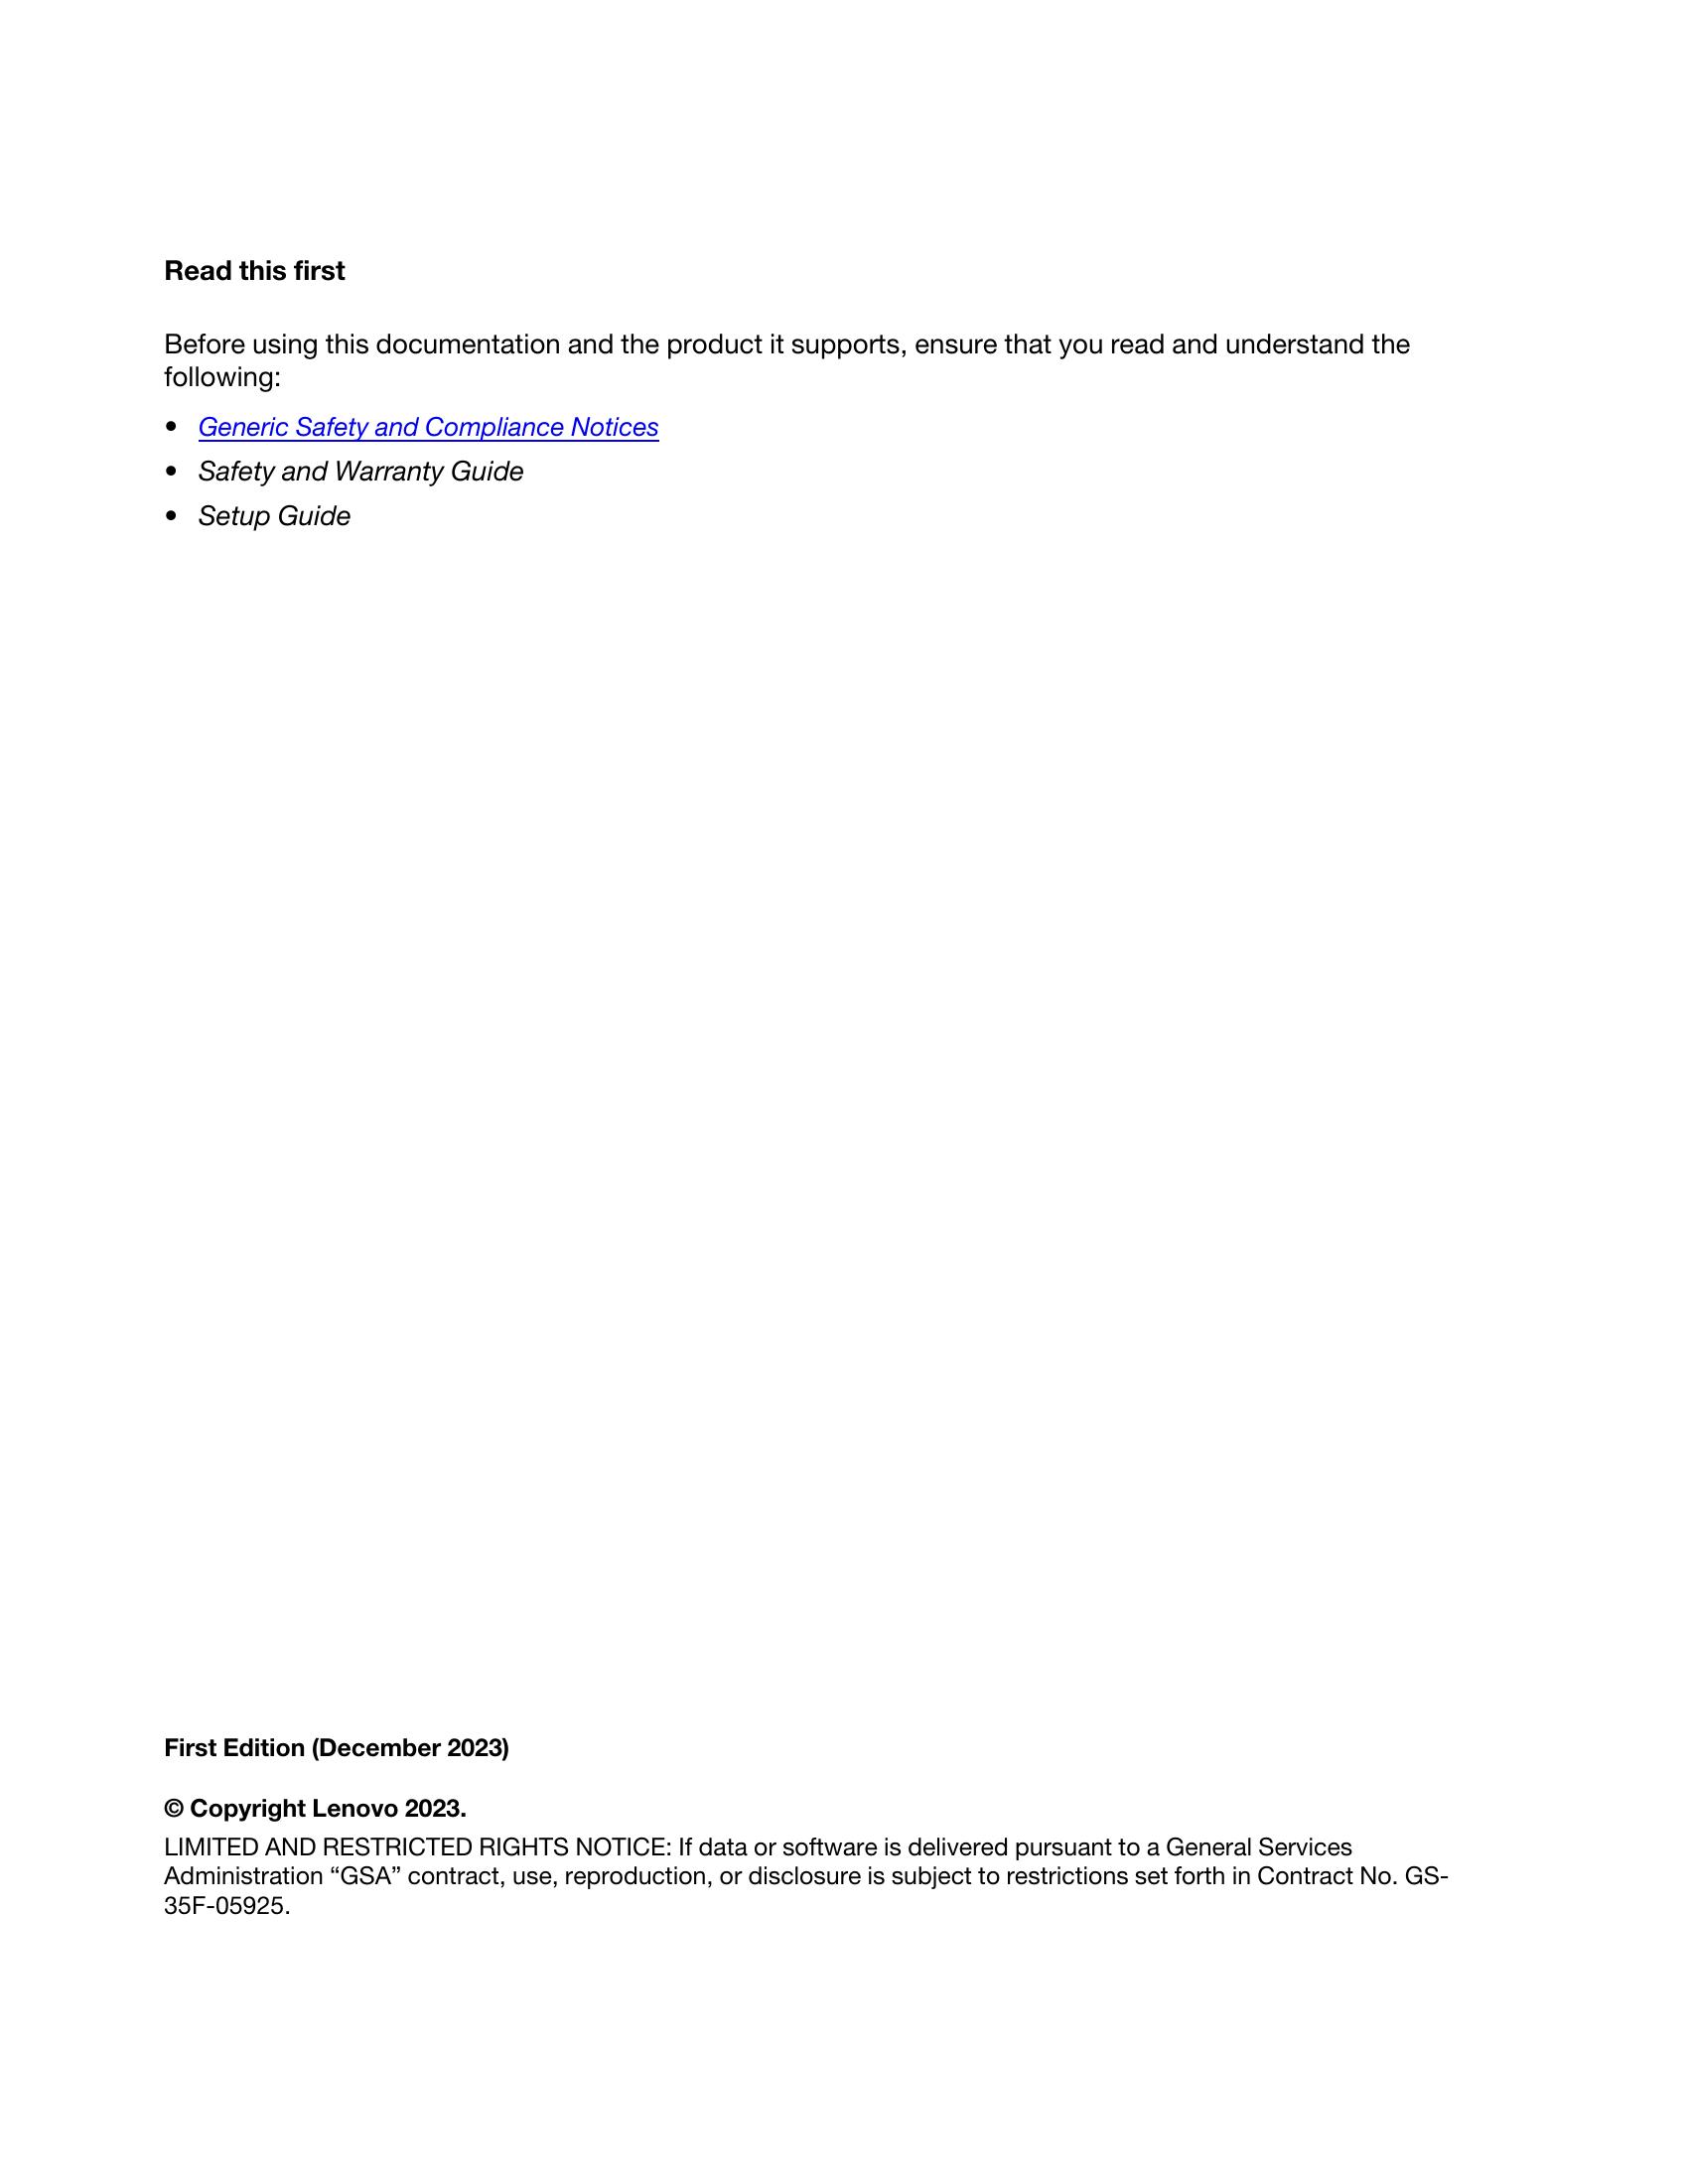 Read this first
Before using this documentation and the product it supports, ensure that you read and understand the
following:
• Generic Safety and Compliance Notices
• Safety and Warranty Guide
• Setup Guide
First Edition (December 2023)
© Copyright Lenovo 2023.
LIMITED AND RESTRICTED RIGHTS NOTICE: If data or software is delivered pursuant to a General Services
Administration “GSA” contract, use, reproduction, or disclosure is subject to restrictions set forth in Contract No. GS-
35F-05925.